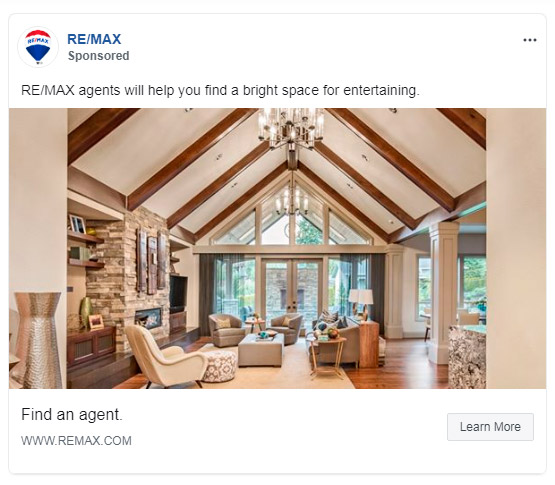 RE/MAX
RE/MAX
Sponsored
RE/MAX agents will help you find a bright space for entertaining.
Find an agent.
WWW.REMAX.COM
Learn More